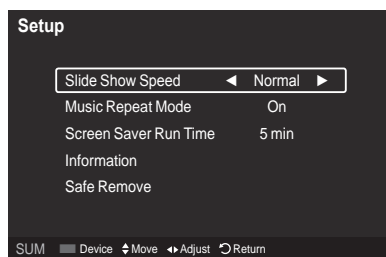 Setup
Slide Show Speed ◄ Normal ►
Music Repeat Mode On
Screen Saver Run Time 5 min
Information
Safe Remove
SUM Device Move Adjust Return